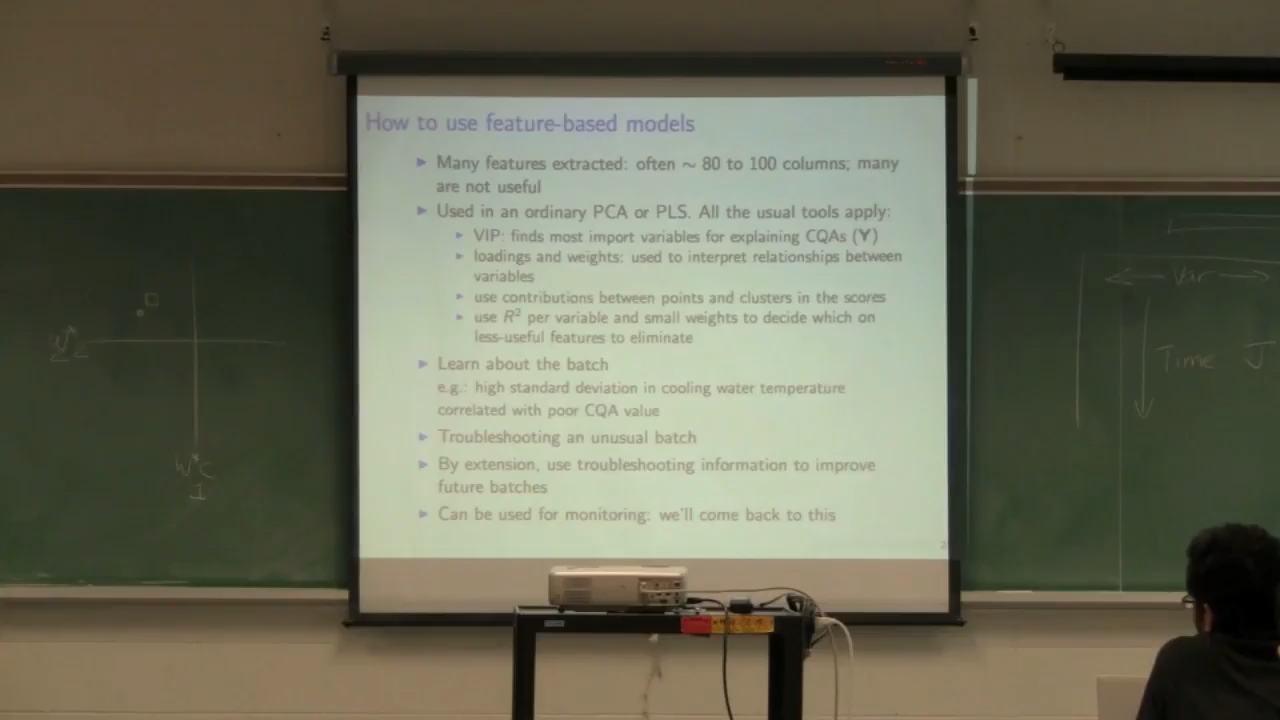 How to use feature-based models
► Many features extracted: often ∼ 80 to 100 columns; many
are not useful
► Used in an ordinary PCA or PLS. All the usual tools apply:
► VIP: finds most import variables for explaining CQAs (Y)
► loadings and weights: used to interpret relationships between
variables
► use contributions between points and clusters in the scores
► use R² per variable and small weights to decide which on
less-useful features to eliminate
► Learn about the batch
e.g.: high standard deviation in cooling water temperature
correlated with poor CQA value
► Troubleshooting an unusual batch
► By extension, use troubleshooting information to improve
future batches
► Can be used for monitoring: we'll come back to this
w*c
1
Var
Time J